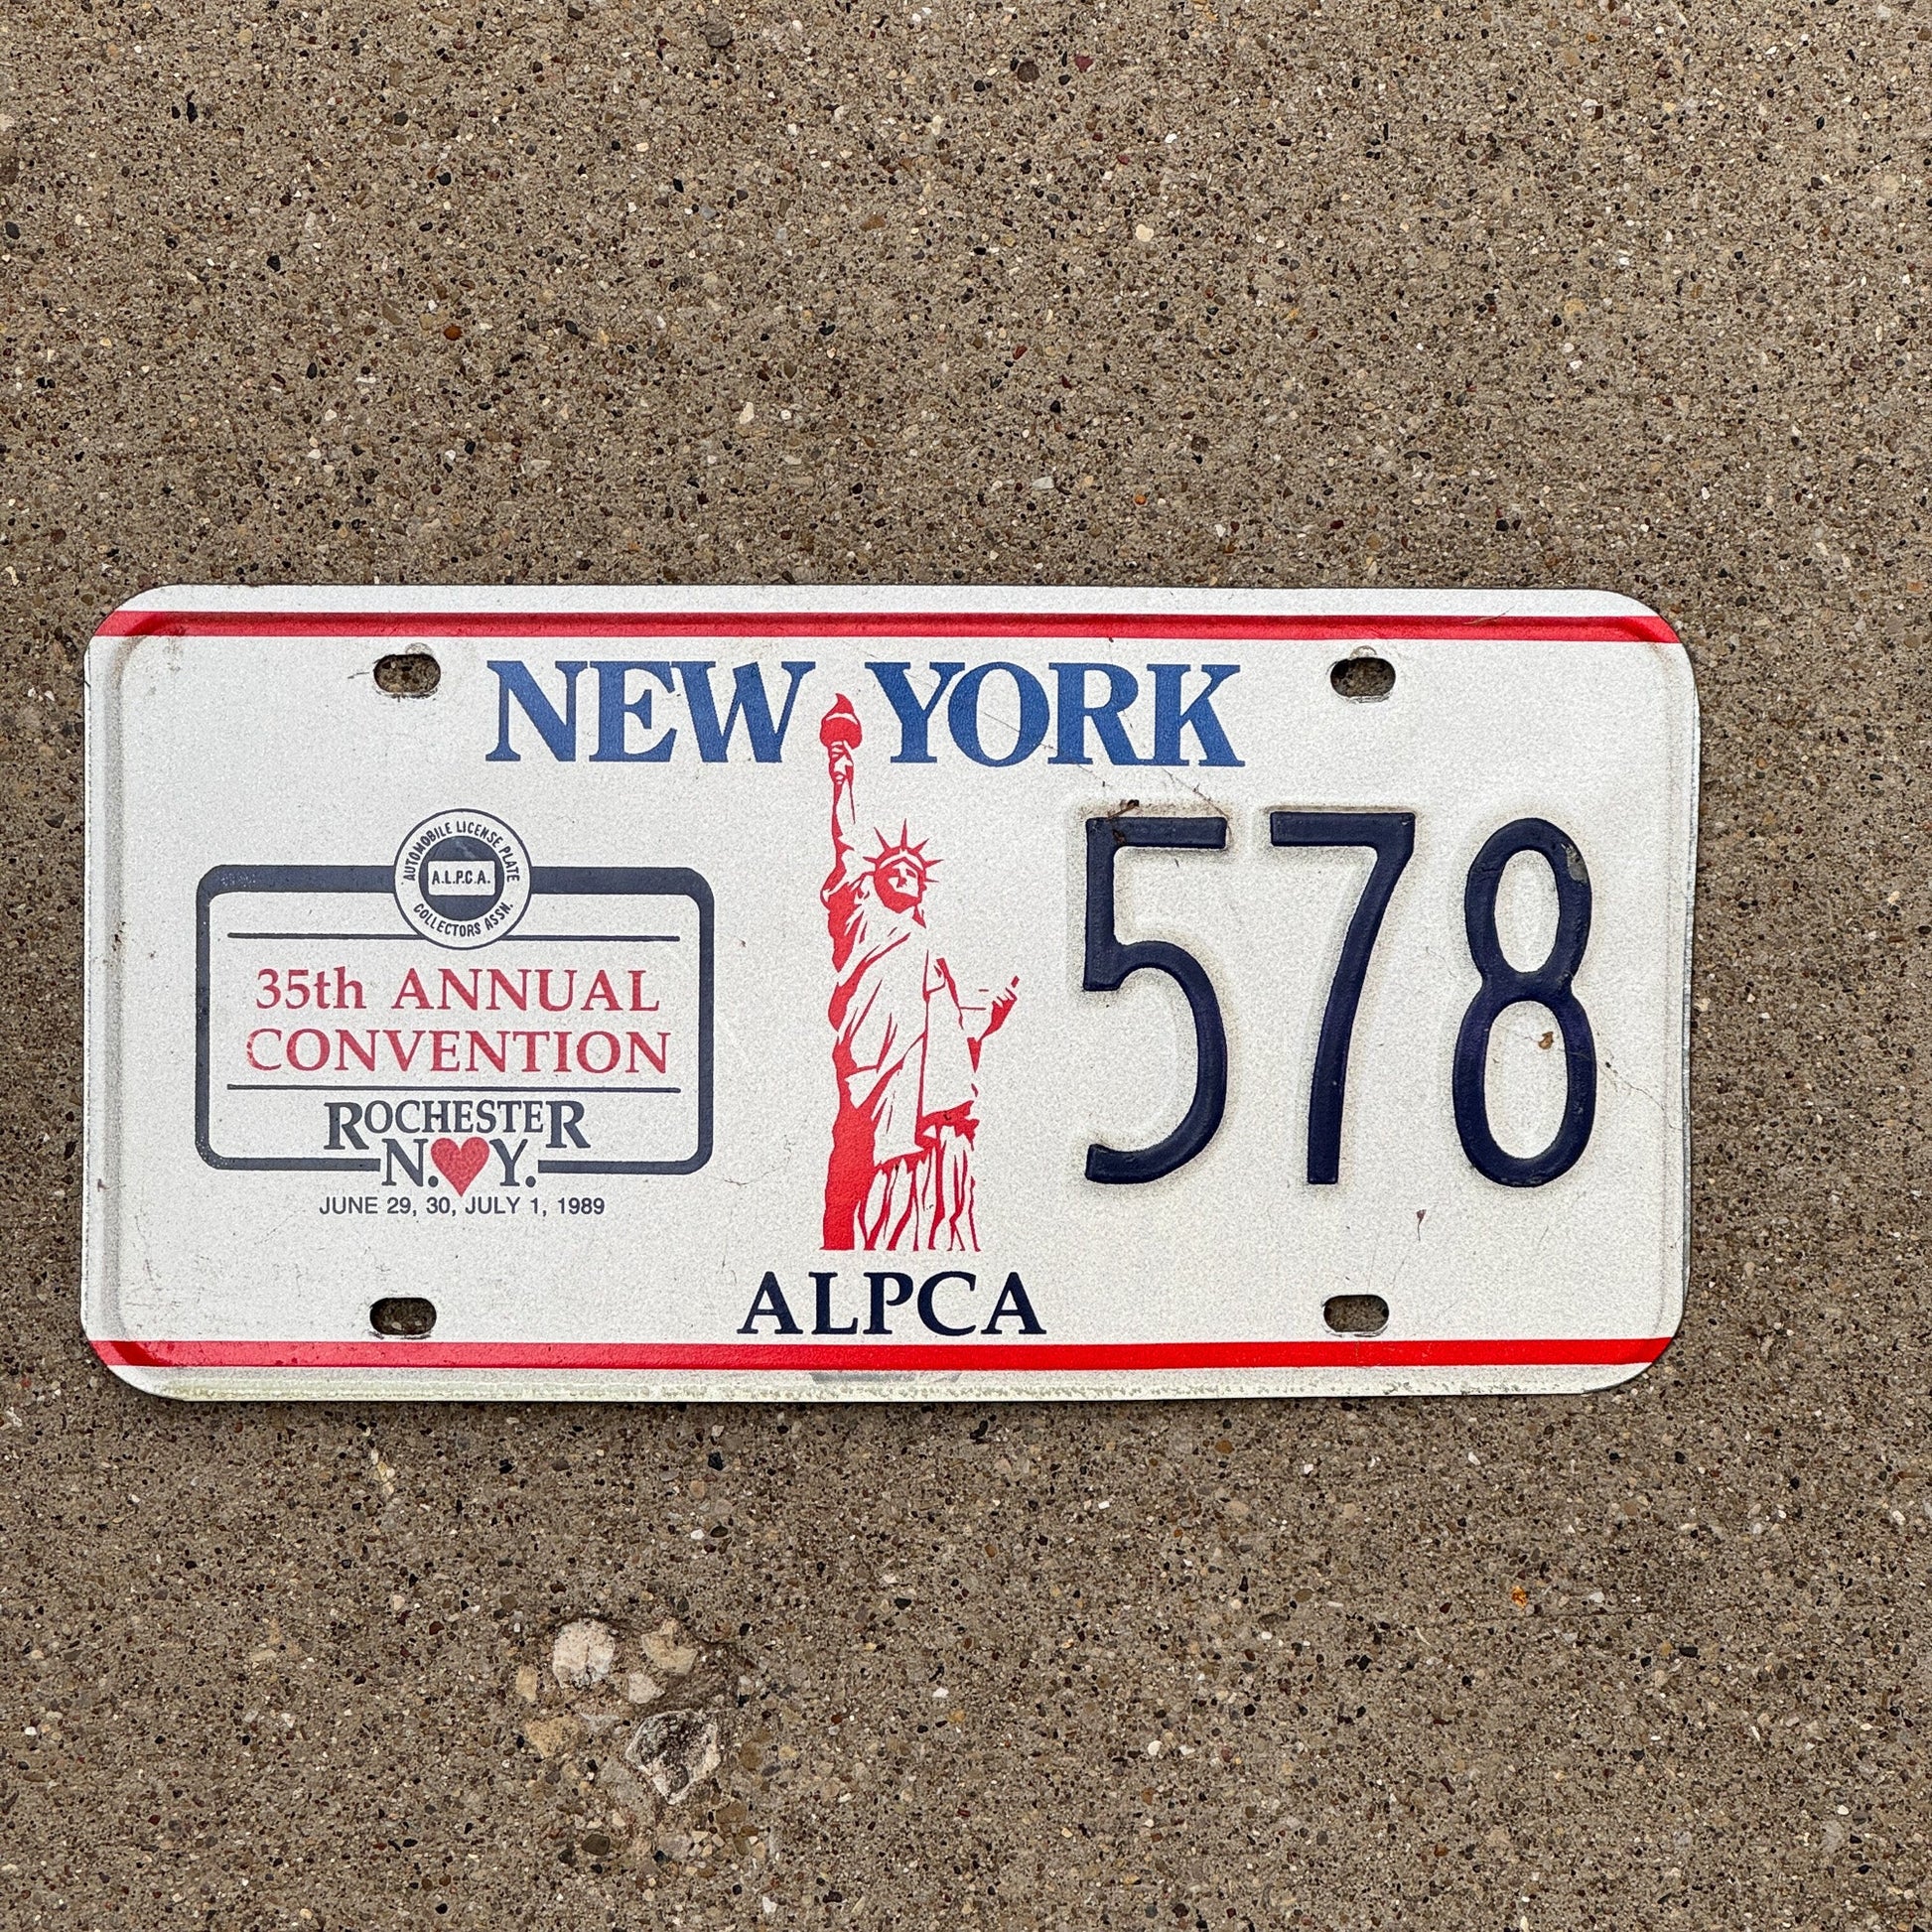 NEW YORK
AUTOMOBILE LICENSE PLATE
A.L.P.C.A.
COLLECTORS ASSN.
35th ANNUAL
CONVENTION
ROCHESTER
N.♥Y.
JUNE 29, 30, JULY 1, 1989
578
ALPCA